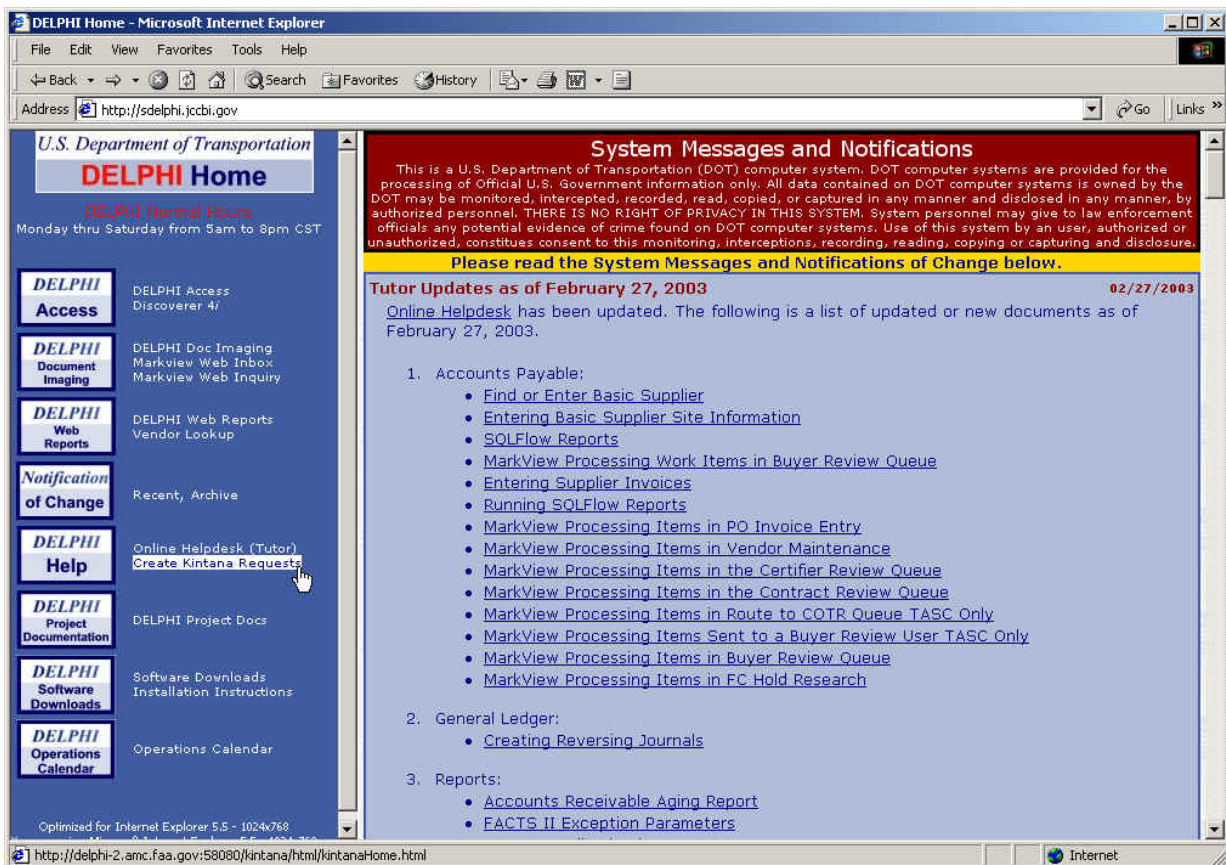 DELPHI Home - Microsoft Internet Explorer
File Edit View Favorites Tools Help
Back Search Favorites History
Address http://sdelphi.jccbi.gov Go Links »
U.S. Department of Transportation
DELPHI Home
DELPHI Normal Hours
Monday thru Saturday from 5am to 8pm CST
DELPHI
Access
DELPHI Access
Discoverer 4/
DELPHI
Document
Imaging
DELPHI Doc Imaging
Markview Web Inbox
Markview Web Inquiry
DELPHI
Web
Reports
DELPHI Web Reports
Vendor Lookup
Notification
of Change
Recent, Archive
DELPHI
Help
Online Helpdesk (Tutor)
Create Kintana Requests
DELPHI
Project
Documentation
DELPHI Project Docs
DELPHI
Software
Downloads
Software Downloads
Installation Instructions
DELPHI
Operations
Calendar
Operations Calendar
Optimized for Internet Explorer 5.5 - 1024x768
System Messages and Notifications
This is a U.S. Department of Transportation (DOT) computer system. DOT computer systems are provided for the
processing of Official U.S. Government information only. All data contained on DOT computer systems is owned by the
DOT may be monitored, intercepted, recorded, read, copied, or captured in any manner and disclosed in any manner, by
authorized personnel. THERE IS NO RIGHT OF PRIVACY IN THIS SYSTEM. System personnel may give to law enforcement
officials any potential evidence of crime found on DOT computer systems. Use of this system by an user, authorized or
unauthorized, constitues consent to this monitoring, interceptions, recording, reading, copying or capturing and disclosure.
Please read the System Messages and Notifications of Change below.
Tutor Updates as of February 27, 2003 02/27/2003
Online Helpdesk has been updated. The following is a list of updated or new documents as of
February 27, 2003.
1. Accounts Payable:
• Find or Enter Basic Supplier
• Entering Basic Supplier Site Information
• SQLFlow Reports
• MarkView Processing Work Items in Buyer Review Queue
• Entering Supplier Invoices
• Running SQLFlow Reports
• MarkView Processing Items in PO Invoice Entry
• MarkView Processing Items in Vendor Maintenance
• MarkView Processing Items in the Certifier Review Queue
• MarkView Processing Items in the Contract Review Queue
• MarkView Processing Items in Route to COTR Queue TASC Only
• MarkView Processing Items Sent to a Buyer Review User TASC Only
• MarkView Processing Items in Buyer Review Queue
• MarkView Processing Items in FC Hold Research
2. General Ledger:
• Creating Reversing Journals
3. Reports:
• Accounts Receivable Aging Report
• FACTS II Exception Parameters
http://delphi-2.amc.faa.gov:58080/kintana/html/kintanaHome.html Internet